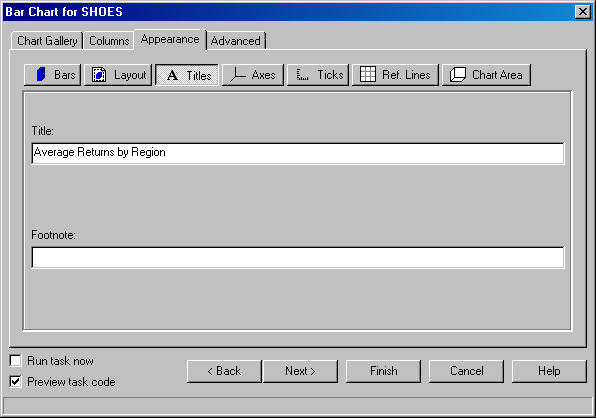 Bar Chart for SHOES
Chart Gallery Columns Appearance Advanced
Bars Layout A Titles Axes Ticks Ref. Lines Chart Area
Title:
Average Returns by Region
Footnote:
Run task now
Preview task code
< Back Next > Finish Cancel Help